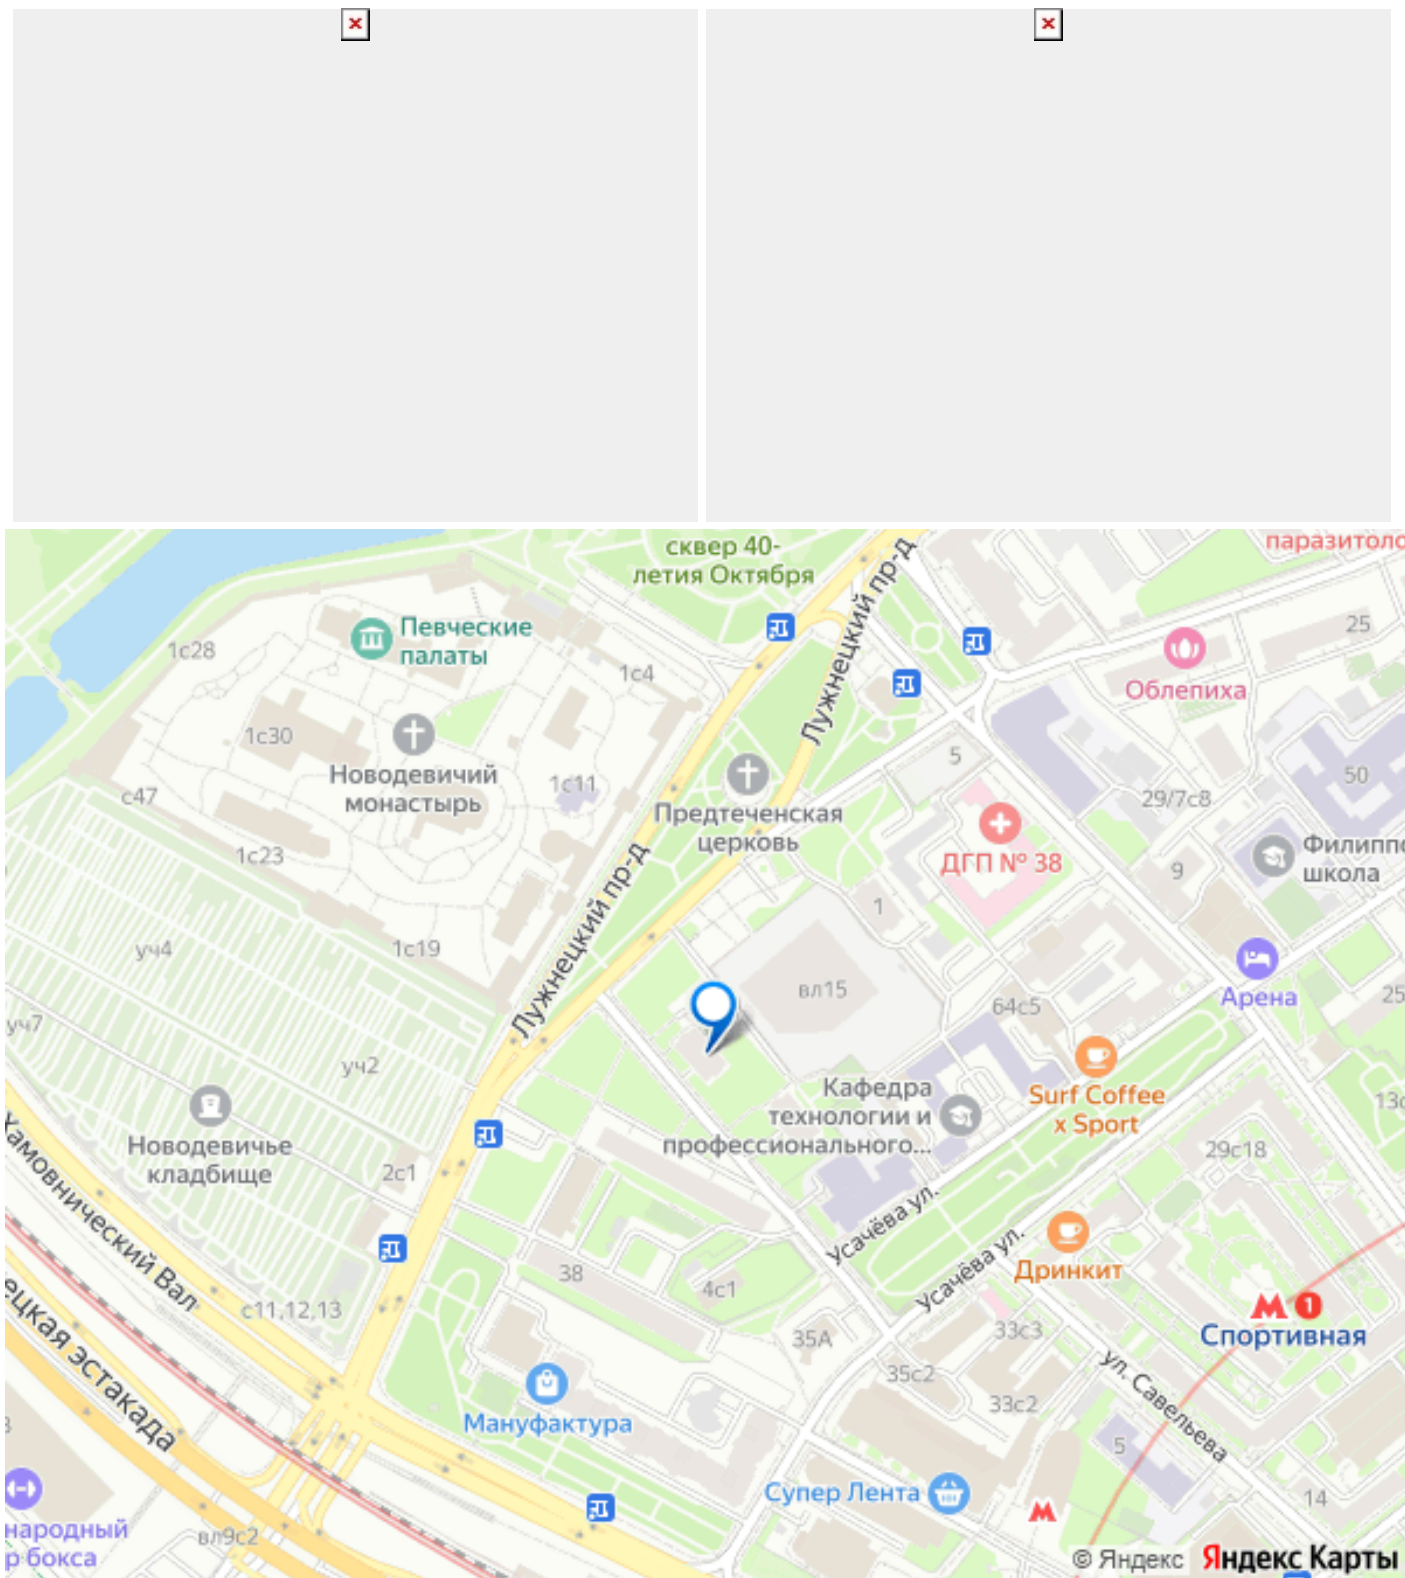 сквер 40-
летия Октября
паразитоло
Лужнецкий пр-д
25
Певческие
палаты
1с28
1с4
Облепиха
1с30
Новодевичий
монастырь
1с11
5
50
с47
29/7с8
Предтеченская
церковь
ДГП № 38
Филиппо
школа
1с23
9
Лужнецкий пр-д
1
уч4
1с19
вл15
Арена
25
64с5
уч7
уч2
Surf Coffee
x Sport
Кафедра
технологии и
профессионального...
13с
Новодевичье
кладбище
2с1
29с18
Хамовнический Вал
Усачёва ул.
Усачёва ул.
Дринкит
38
4с1
с11,12,13
М 1
Спортивная
35А
33с3
ецкая эстакада
35с2
ул. Савельева
33с2
Мануфактура
5
Супер Лента
М
14
народный
р бокса
вл9с2
© Яндекс Яндекс Карты